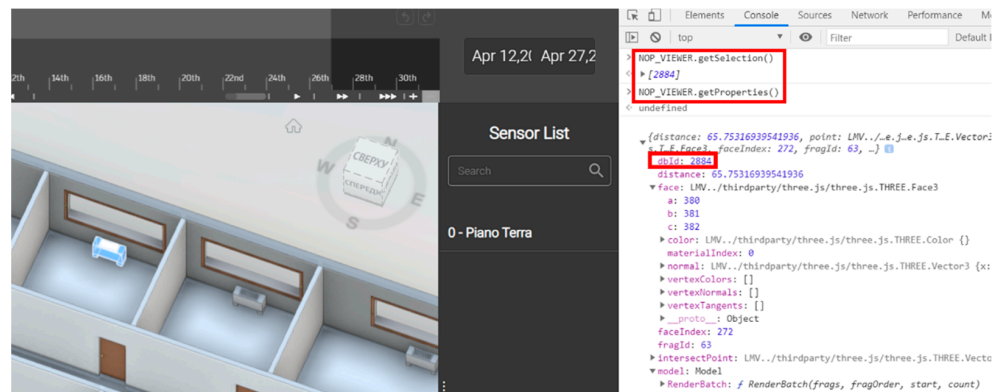 Elements Console Sources Network Performance
top Filter Default
> NOP_VIEWER.getSelection()
< ▶ [2884]
> NOP_VIEWER.getProperties()
< undefined
Apr 12,2( Apr 27,2
2th 14th 16th 18th 20th 22nd 24th 26th 28th 30th
Sensor List
Search
0 - Piano Terra
N
W
E
S
СВЕРХУ
СПЕРЕДИ
▼ {distance: 65.75316939541936, point: LMV../…e.j…e.js.T…E.Vector3
s.T…E.Face3, faceIndex: 272, fragId: 63, …}
dbId: 2884
distance: 65.75316939541936
▼ face: LMV../thirdparty/three.js/three.js.THREE.Face3
a: 380
b: 381
c: 382
▶ color: LMV../thirdparty/three.js/three.js.THREE.Color {}
materialIndex: 0
▶ normal: LMV../thirdparty/three.js/three.js.THREE.Vector3 {x:
▶ vertexColors: []
▶ vertexNormals: []
▶ vertexTangents: []
▶ __proto__: Object
faceIndex: 272
fragId: 63
▶ intersectPoint: LMV../thirdparty/three.js/three.js.THREE.Vecto
▼ model: Model
▶ RenderBatch: ƒ RenderBatch(frags, fragOrder, start, count)